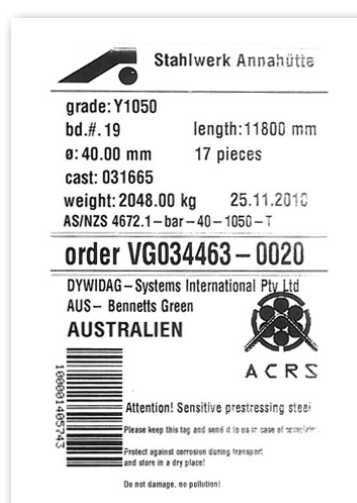 Stahlwerk Annahütte
grade: Y1050
bd.#. 19 length: 11800 mm
ø: 40.00 mm 17 pieces
cast: 031665
weight: 2048.00 kg 25.11.2010
AS/NZS 4672.1-bar-40-1050-T
order VG034463-0020
DYWIDAG-Systems International Pty Ltd
AUS- Bennetts Green
AUSTRALIEN
ACRS
100001405743
Attention! Sensitive prestressing steel
Please keep this tag and send it to us in case of
Protect against corrosion during transport
and store in a dry place!
Do not damage, no pollution!